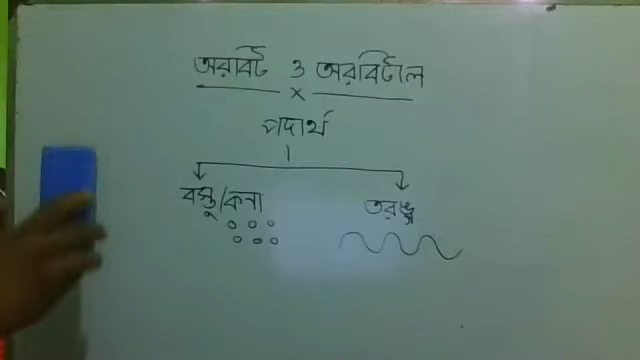 অরবিট ও অরবিটাল
x
পদার্থ
বস্তু/কনা
তরঙ্গ